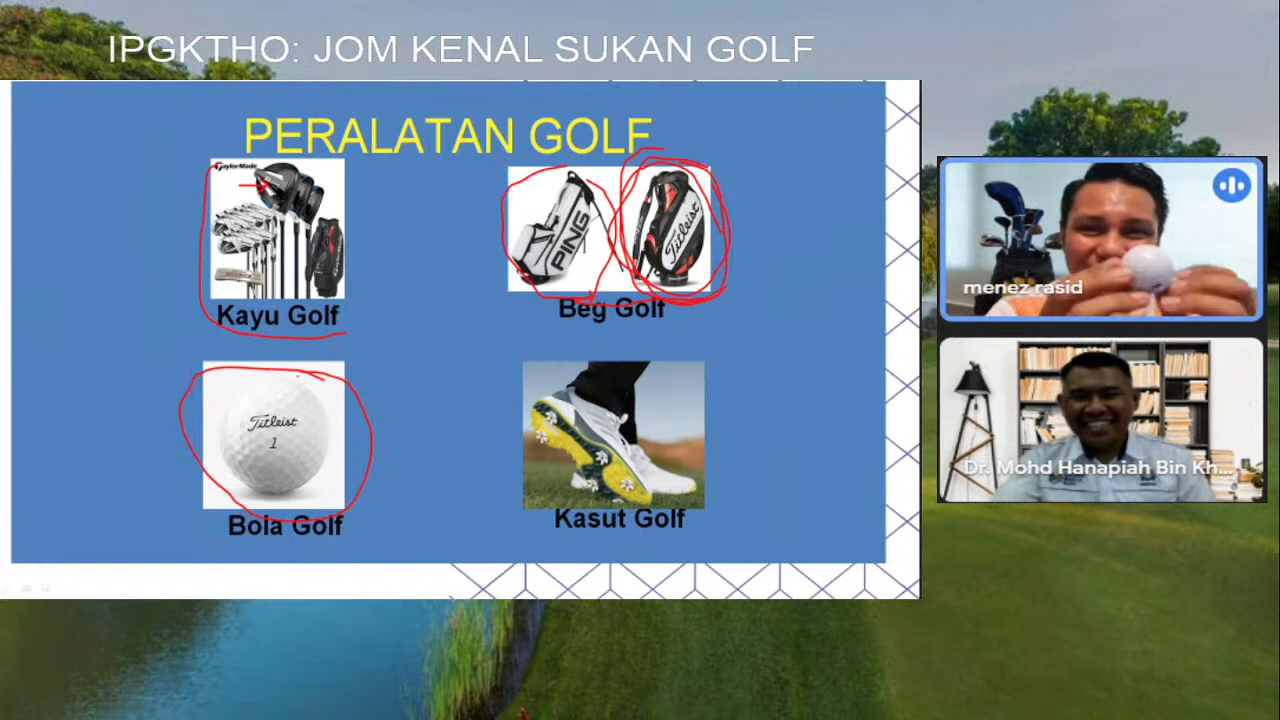 IPGKTHO: JOM KENAL SUKAN GOLF
PERALATAN GOLF
TaylorMade
PING
Titleist
Kayu Golf
Beg Golf
Titleist
1
Bola Golf
Kasut Golf
menez rasid
Dr. Mohd Hanapiah Bin Kh...